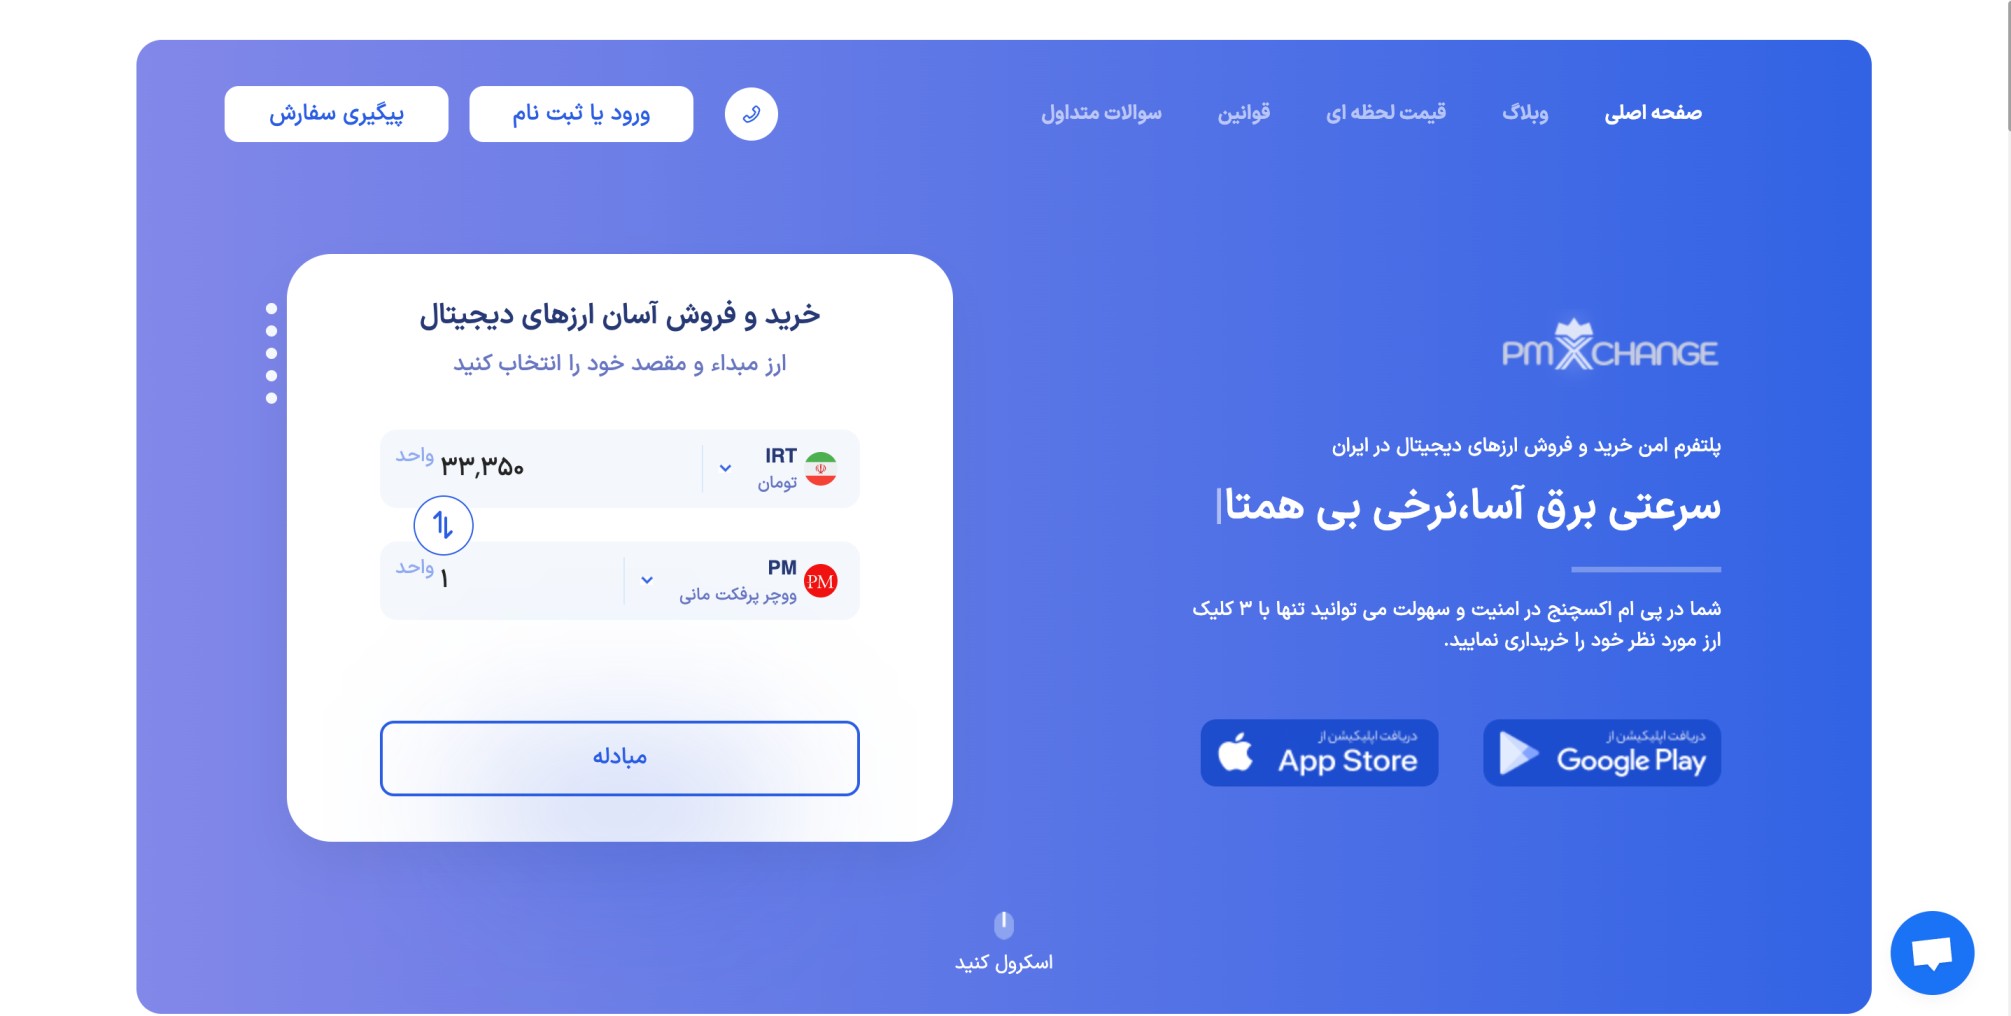 صفحه اصلی
وبلاگ
قیمت لحظه ای
قوانین
سوالات متداول
ورود یا ثبت نام
پیگیری سفارش
PMXCHANGE
پلتفرم امن خرید و فروش ارزهای دیجیتال در ایران
سرعتی برق آسا،نرخی بی همتا|
شما در پی ام اکسچنج در امنیت و سهولت می توانید تنها با ۳ کلیک
ارز مورد نظر خود را خریداری نمایید.
دریافت اپلیکیشن از
Google Play
دریافت اپلیکیشن از
App Store
خرید و فروش آسان ارزهای دیجیتال
ارز مبداء و مقصد خود را انتخاب کنید
IRT
تومان
۳۳,۳۵۰
واحد
PM
PM
ووچر پرفکت مانی
۱
واحد
مبادله
اسکرول کنید